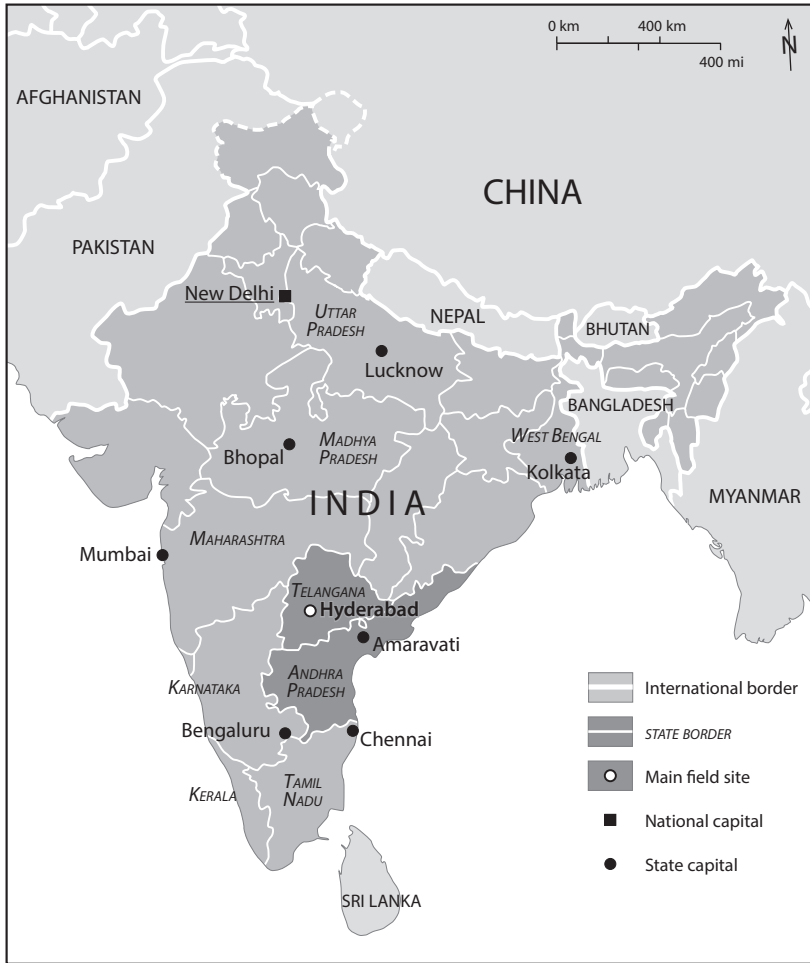 0 km 400 km
400 mi
N
AFGHANISTAN
CHINA
PAKISTAN
New Delhi
UTTAR
PRADESH
NEPAL
BHUTAN
Lucknow
BANGLADESH
MADHYA
PRADESH
Bhopal
WEST BENGAL
Kolkata
INDIA
MYANMAR
MAHARASHTRA
Mumbai
TELANGANA
Hyderabad
Amaravati
ANDHRA
PRADESH
KARNATAKA
Bengaluru
Chennai
KERALA
TAMIL
NADU
SRI LANKA
International border
STATE BORDER
Main field site
National capital
State capital